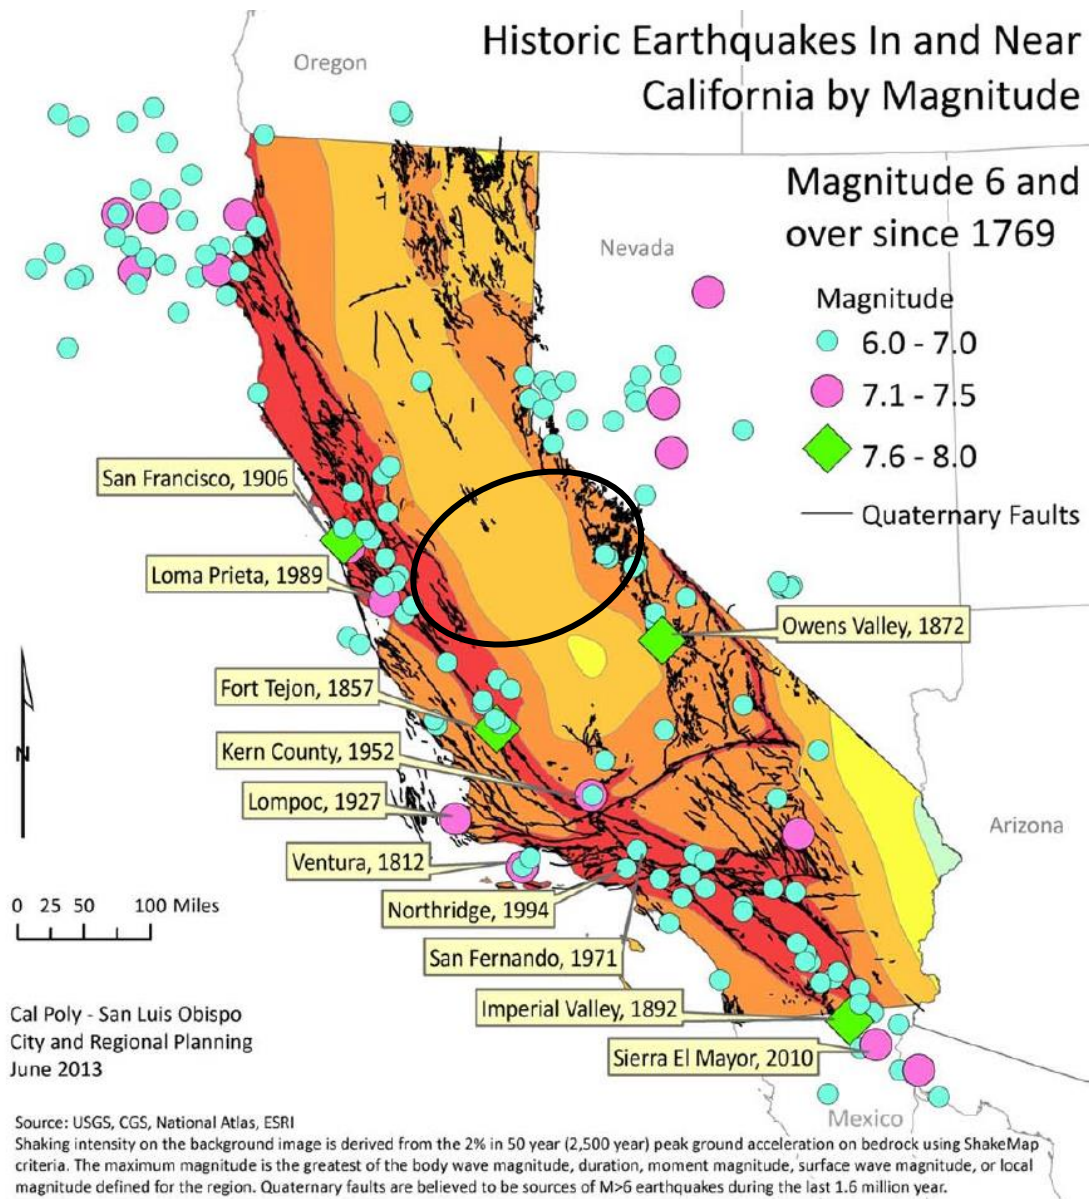 Historic Earthquakes In and Near
California by Magnitude
Oregon
Magnitude 6 and
over since 1769
Nevada
Magnitude
6.0 - 7.0
7.1 - 7.5
7.6 - 8.0
Quaternary Faults
San Francisco, 1906
Loma Prieta, 1989
Owens Valley, 1872
Fort Tejon, 1857
Kern County, 1952
Lompoc, 1927
Arizona
Ventura, 1812
Northridge, 1994
San Fernando, 1971
Imperial Valley, 1892
Sierra El Mayor, 2010
Mexico
N
0 25 50 100 Miles
Cal Poly - San Luis Obispo
City and Regional Planning
June 2013
Source: USGS, CGS, National Atlas, ESRI
Shaking intensity on the background image is derived from the 2% in 50 year (2,500 year) peak ground acceleration on bedrock using ShakeMap
criteria. The maximum magnitude is the greatest of the body wave magnitude, duration, moment magnitude, surface wave magnitude, or local
magnitude defined for the region. Quaternary faults are believed to be sources of M>6 earthquakes during the last 1.6 million year.